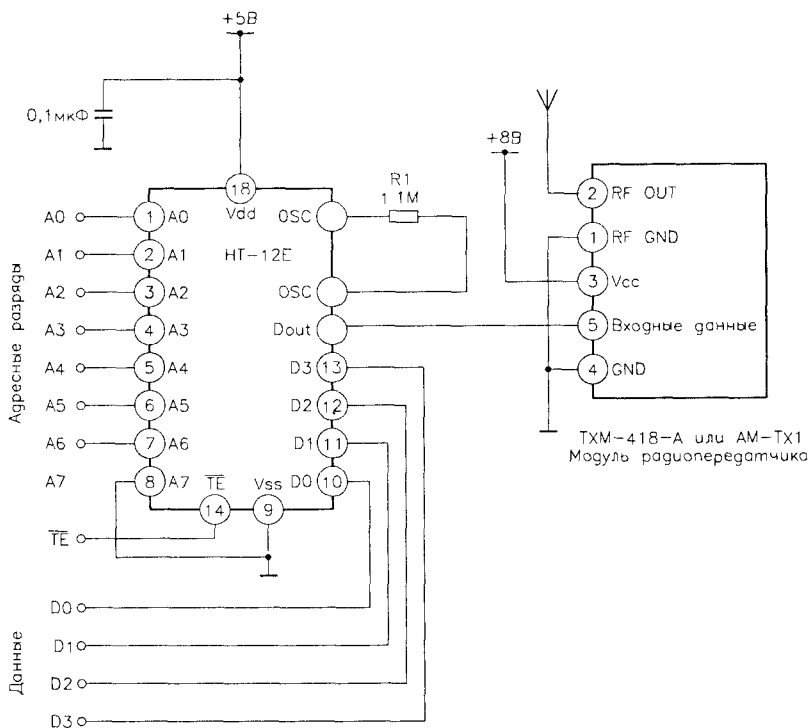 +5В
0,1мкФ
+8В
18
Vdd
R1
1 1М
A0
1
A0
OSC
A1
2
A1
HT-12E
A2
3
A2
OSC
A3
4
A3
Dout
A4
5
A4
D3
13
A5
6
A5
D2
12
A6
7
A6
D1
11
A7
8
A7
D0
10
TE
Vss
14
9
TE
Адресные разряды
D0
D1
D2
D3
Данные
2
RF OUT
1
RF GND
3
Vcc
5
Входные данные
4
GND
TXM-418-A или AM-TX1
Модуль радиопередатчика